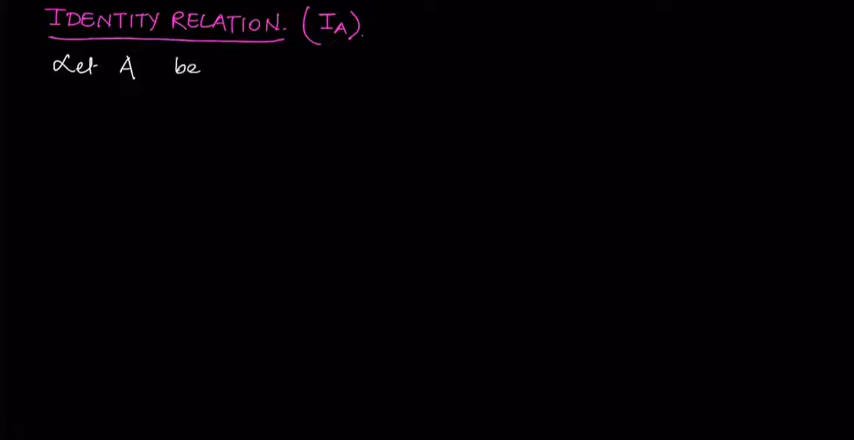 IDENTITY RELATION. (IA).
Let A be